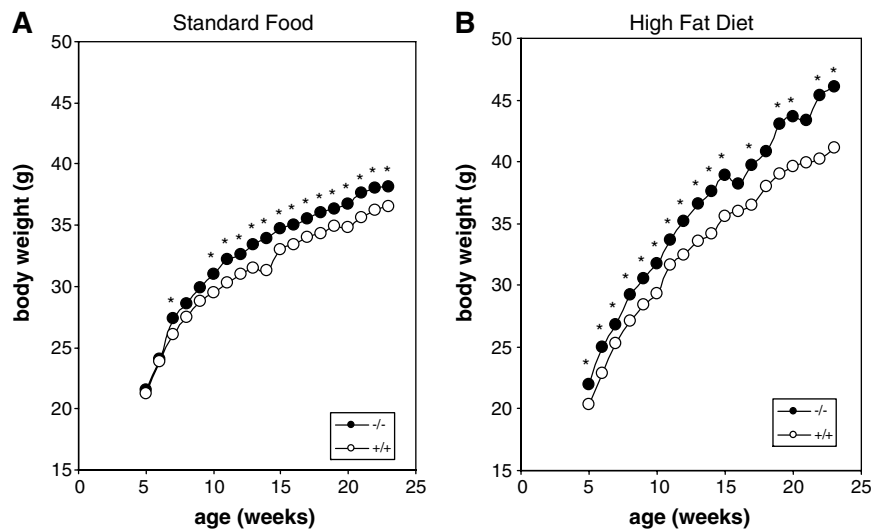 A Standard Food
50
45
40
35
30
25
20
15
body weight (g)
* * * * * * * * * * * * * * *
-/-
+/+
0 5 10 15 20 25
age (weeks)
B High Fat Diet
50
45
40
35
30
25
20
15
body weight (g)
* * * * * * * * * * * * * * * *
-/-
+/+
0 5 10 15 20 25
age (weeks)